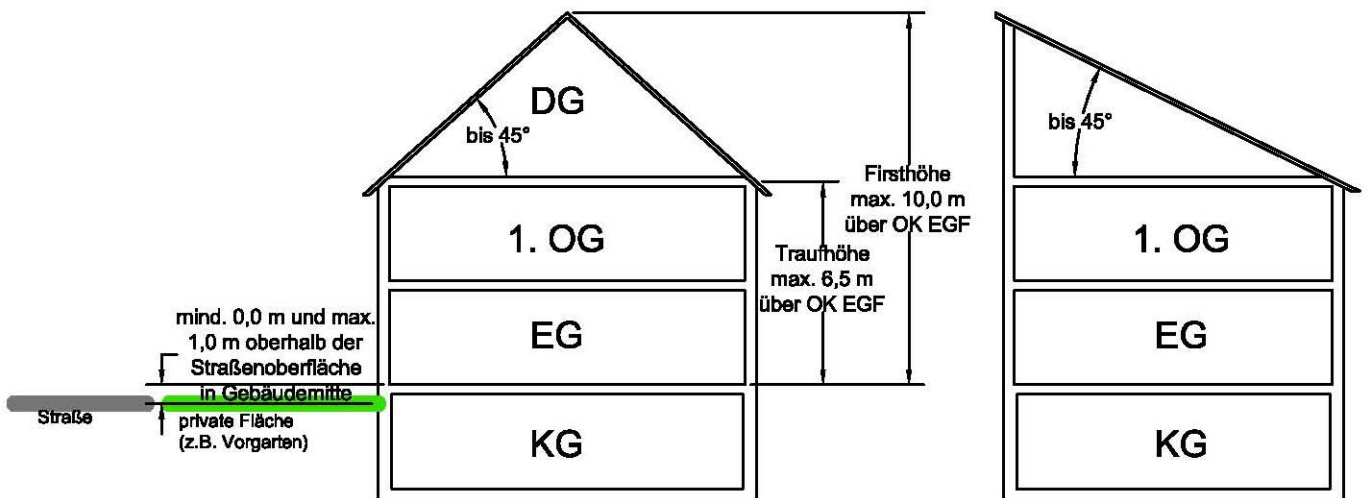 DG
bis 45°
bis 45°
Firsthöhe
max. 10,0 m
über OK EGF
1. OG
1. OG
Traufhöhe
max. 6,5 m
über OK EGF
mind. 0,0 m und max.
1,0 m oberhalb der
Straßenoberfläche
in Gebäudemitte
EG
EG
Straße
private Fläche
(z.B. Vorgarten)
KG
KG